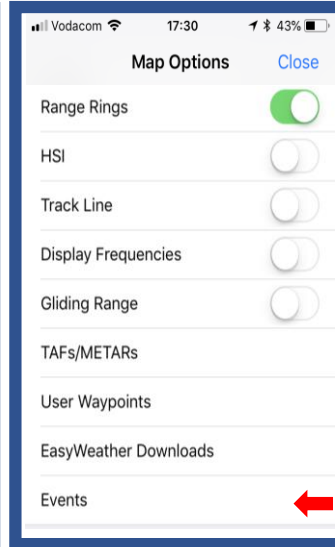 Vodacom 17:30 43%
Map Options Close
Range Rings
HSI
Track Line
Display Frequencies
Gliding Range
TAFs/METARs
User Waypoints
EasyWeather Downloads
Events